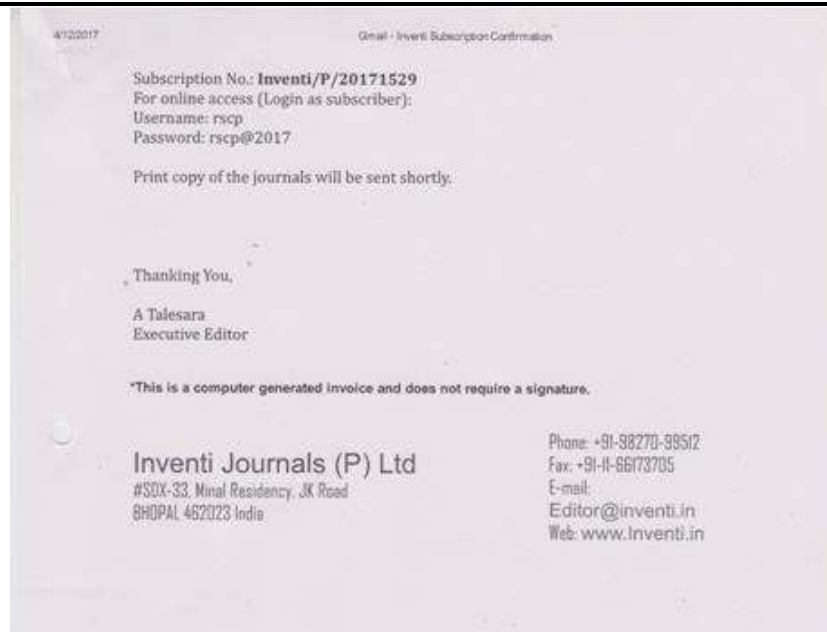 4/12/2017
Gmail - Inventi Subscription Confirmation
Subscription No.: Inventi/P/20171529
For online access (Login as subscriber):
Username: rscp
Password: rscp@2017
Print copy of the journals will be sent shortly.
Thanking You,
A Talesara
Executive Editor
*This is a computer generated invoice and does not require a signature.
Inventi Journals (P) Ltd
#SDX-33, Minal Residency, JK Road
BHOPAL 462023 India
Phone: +91-98270-99512
Fax: +91-11-66173705
E-mail:
Editor@inventi.in
Web: www.Inventi.in